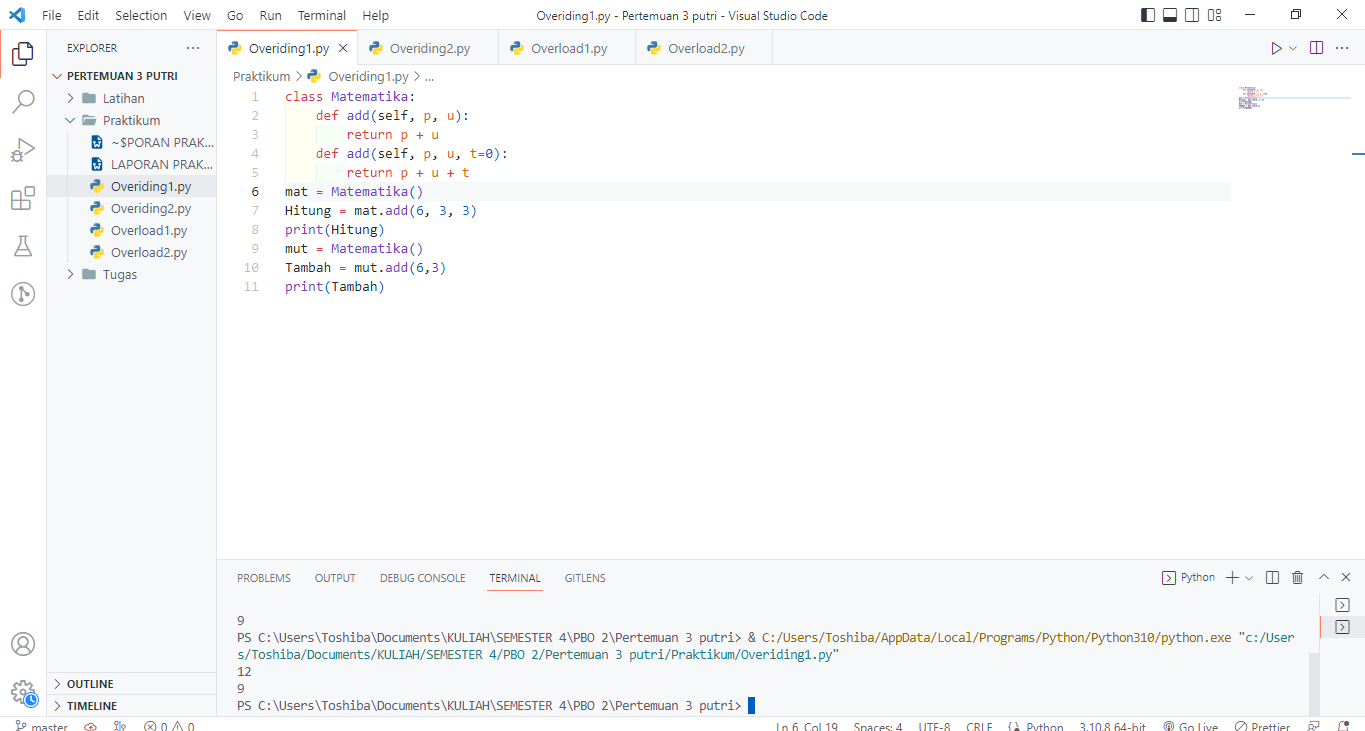 File Edit Selection View Go Run Terminal Help Overiding1.py - Pertemuan 3 putri - Visual Studio Code
EXPLORER ...
PERTEMUAN 3 PUTRI
Latihan
Praktikum
~$PORAN PRAK...
LAPORAN PRAK...
Overiding1.py
Overiding2.py
Overload1.py
Overload2.py
Tugas
OUTLINE
TIMELINE
Overiding1.py Overiding2.py Overload1.py Overload2.py
Praktikum > Overiding1.py > ...
1 class Matematika:
2 def add(self, p, u):
3 return p + u
4 def add(self, p, u, t=0):
5 return p + u + t
6 mat = Matematika()
7 Hitung = mat.add(6, 3, 3)
8 print(Hitung)
9 mut = Matematika()
10 Tambah = mut.add(6,3)
11 print(Tambah)
PROBLEMS OUTPUT DEBUG CONSOLE TERMINAL GITLENS Python
9
PS C:\Users\Toshiba\Documents\KULIAH\SEMESTER 4\PBO 2\Pertemuan 3 putri> & C:/Users/Toshiba/AppData/Local/Programs/Python/Python310/python.exe "c:/User
s/Toshiba/Documents/KULIAH/SEMESTER 4/PBO 2/Pertemuan 3 putri/Praktikum/Overiding1.py"
12
9
PS C:\Users\Toshiba\Documents\KULIAH\SEMESTER 4\PBO 2\Pertemuan 3 putri>
master 0 0 Ln 6, Col 19 Spaces: 4 UTF-8 CRLF Python 3.10.8 64-bit Go Live Prettier